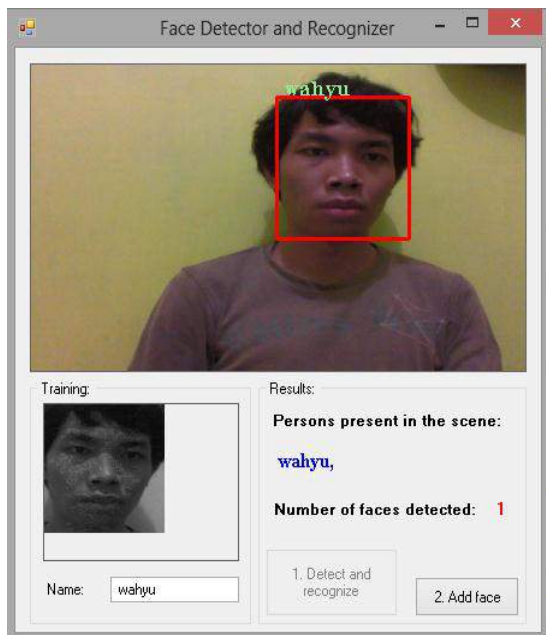 Face Detector and Recognizer
wahyu
Training:
Name:
wahyu
Results:
Persons present in the scene:
wahyu,
Number of faces detected: 1
1. Detect and
recognize
2. Add face